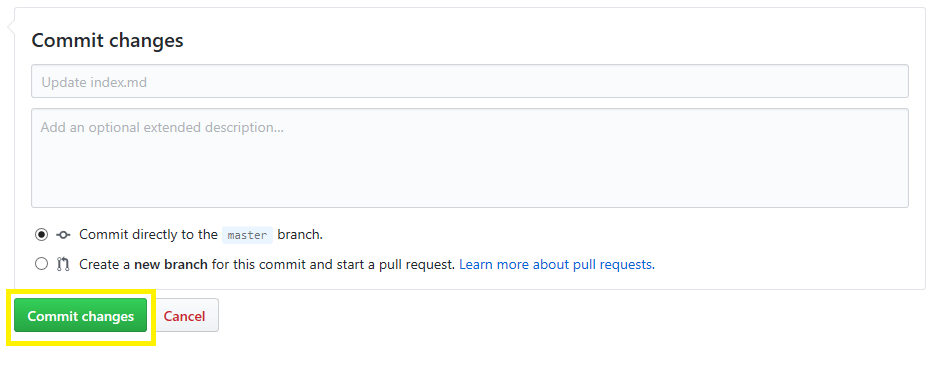 Commit changes
Update index.md
Add an optional extended description...
Commit directly to the master branch.
Create a new branch for this commit and start a pull request. Learn more about pull requests.
Commit changes Cancel